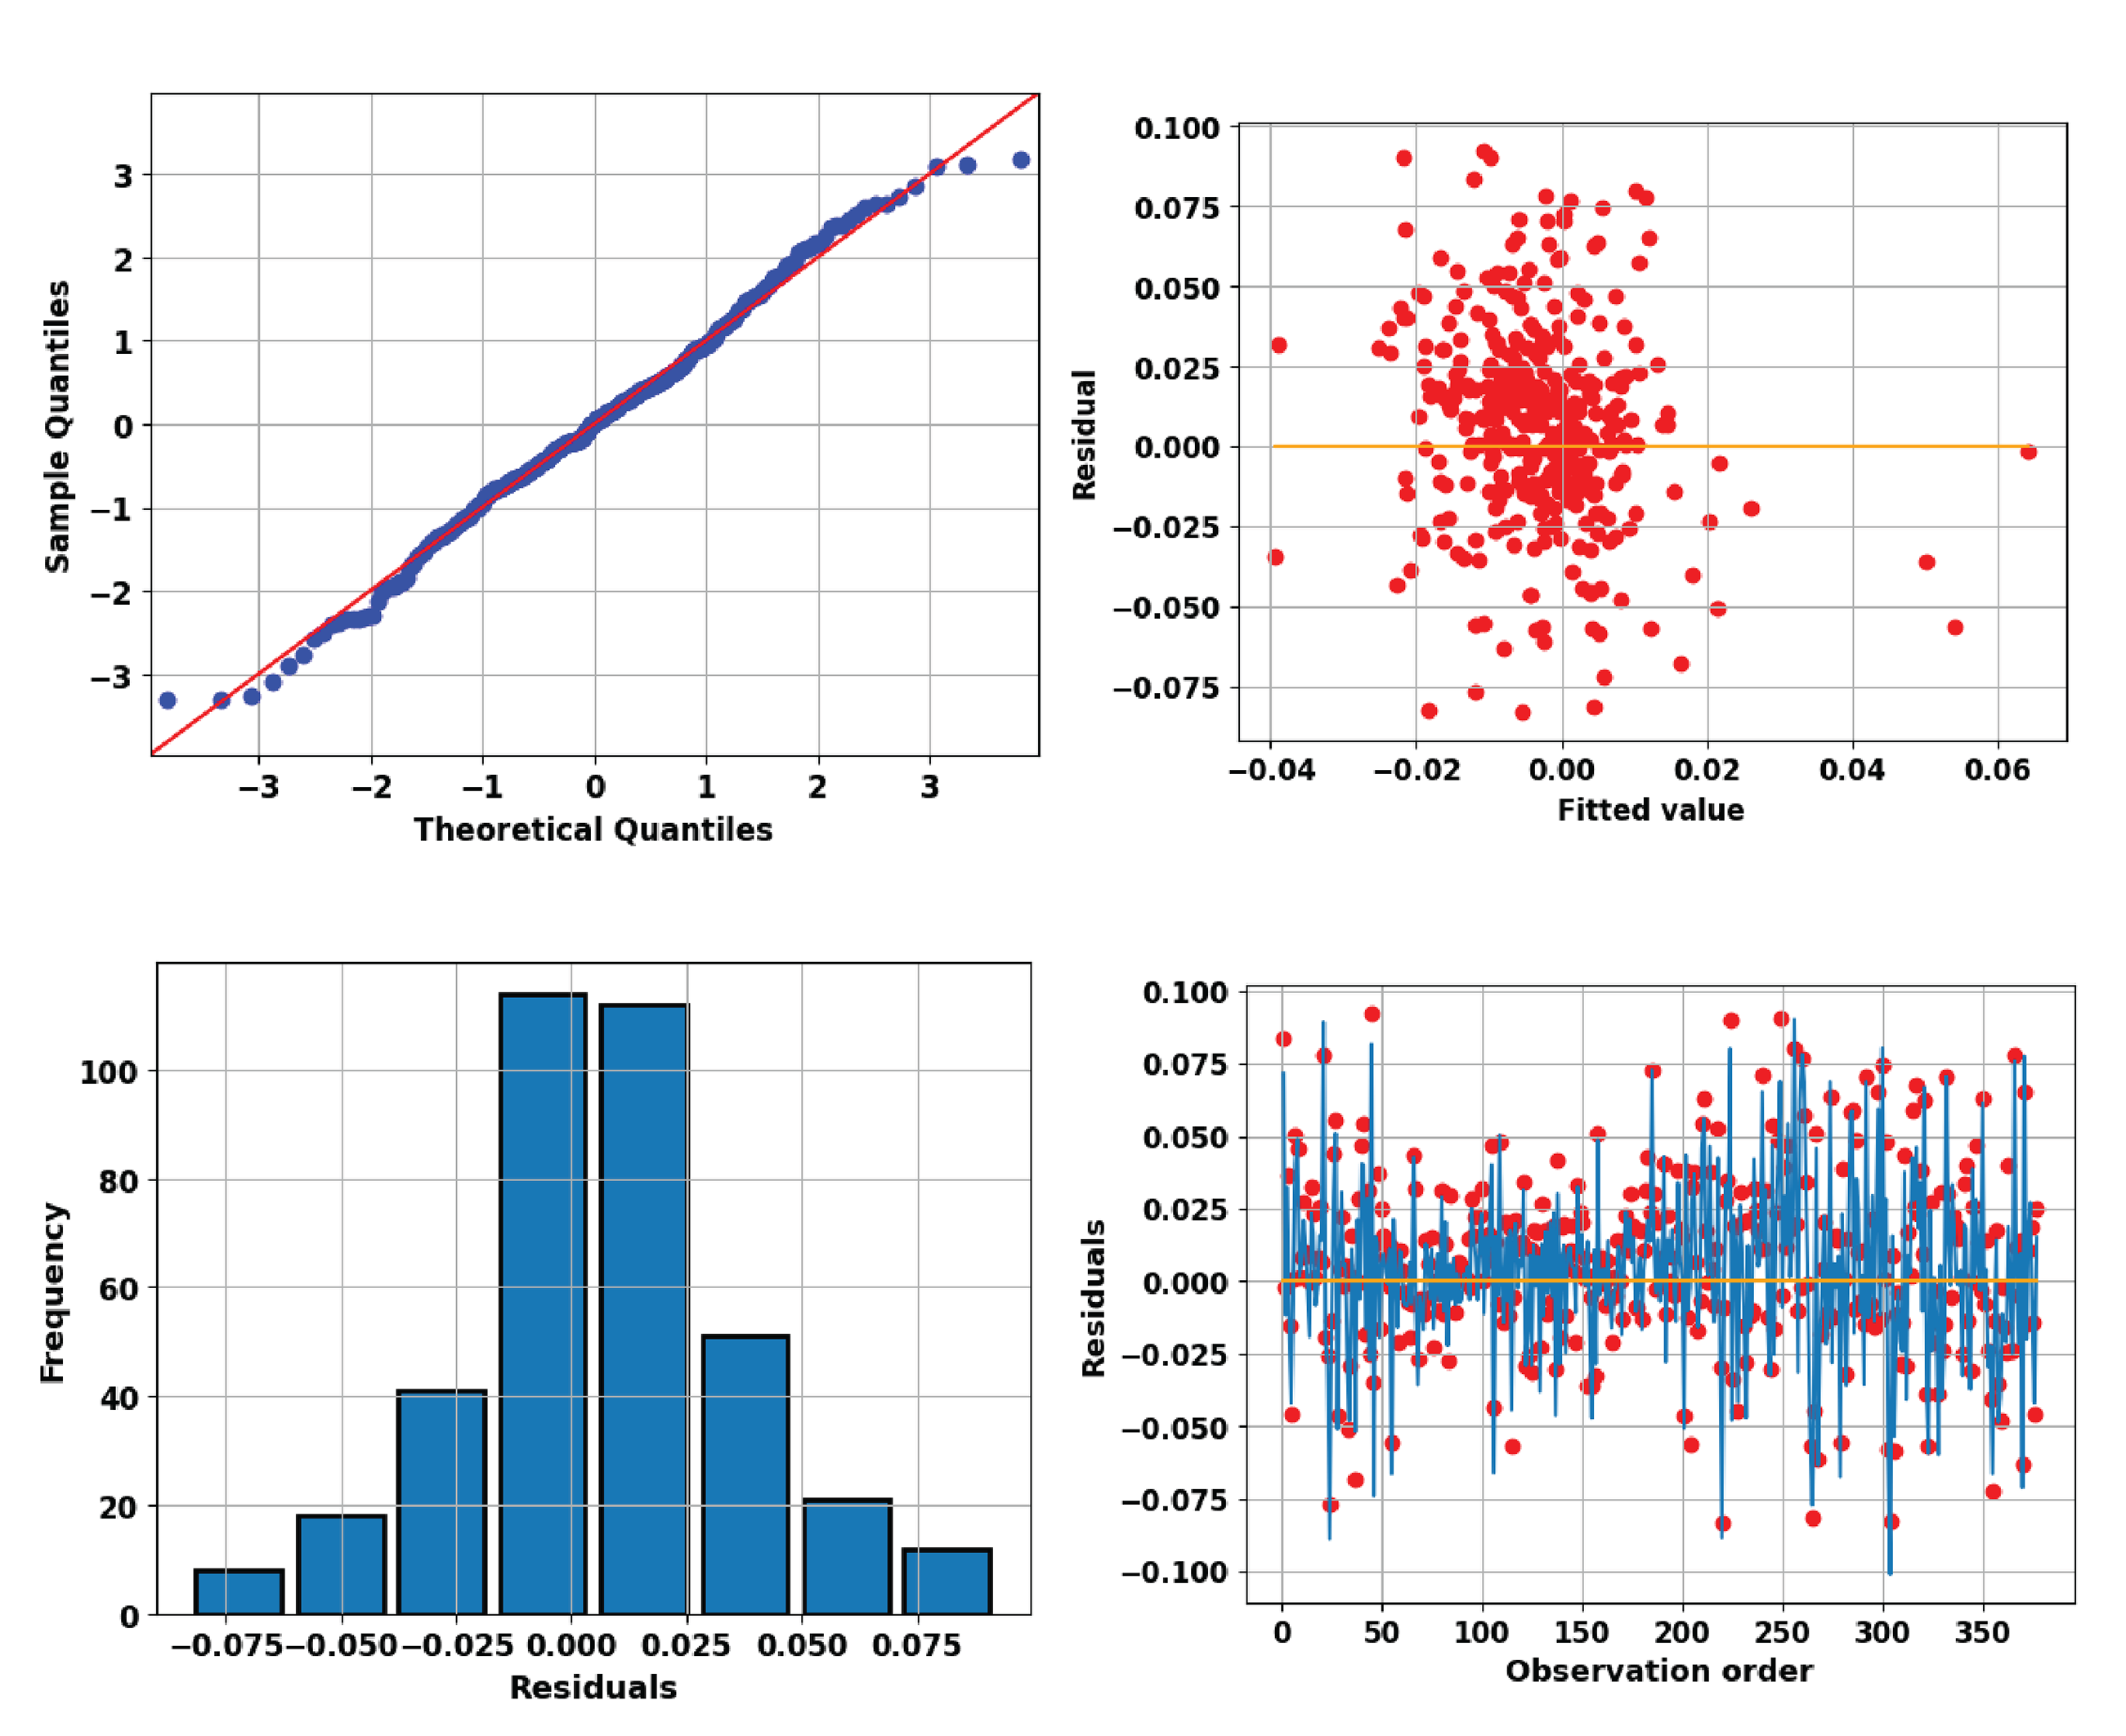 3
2
1
0
−1
−2
−3
−3 −2 −1 0 1 2 3
Sample Quantiles
Theoretical Quantiles
0.100
0.075
0.050
0.025
0.000
−0.025
−0.050
−0.075
−0.04 −0.02 0.00 0.02 0.04 0.06
Residual
Fitted value
100
80
60
40
20
0
−0.075 −0.050 −0.025 0.000 0.025 0.050 0.075
Frequency
Residuals
0.100
0.075
0.050
0.025
0.000
−0.025
−0.050
−0.075
−0.100
0 50 100 150 200 250 300 350
Residuals
Observation order